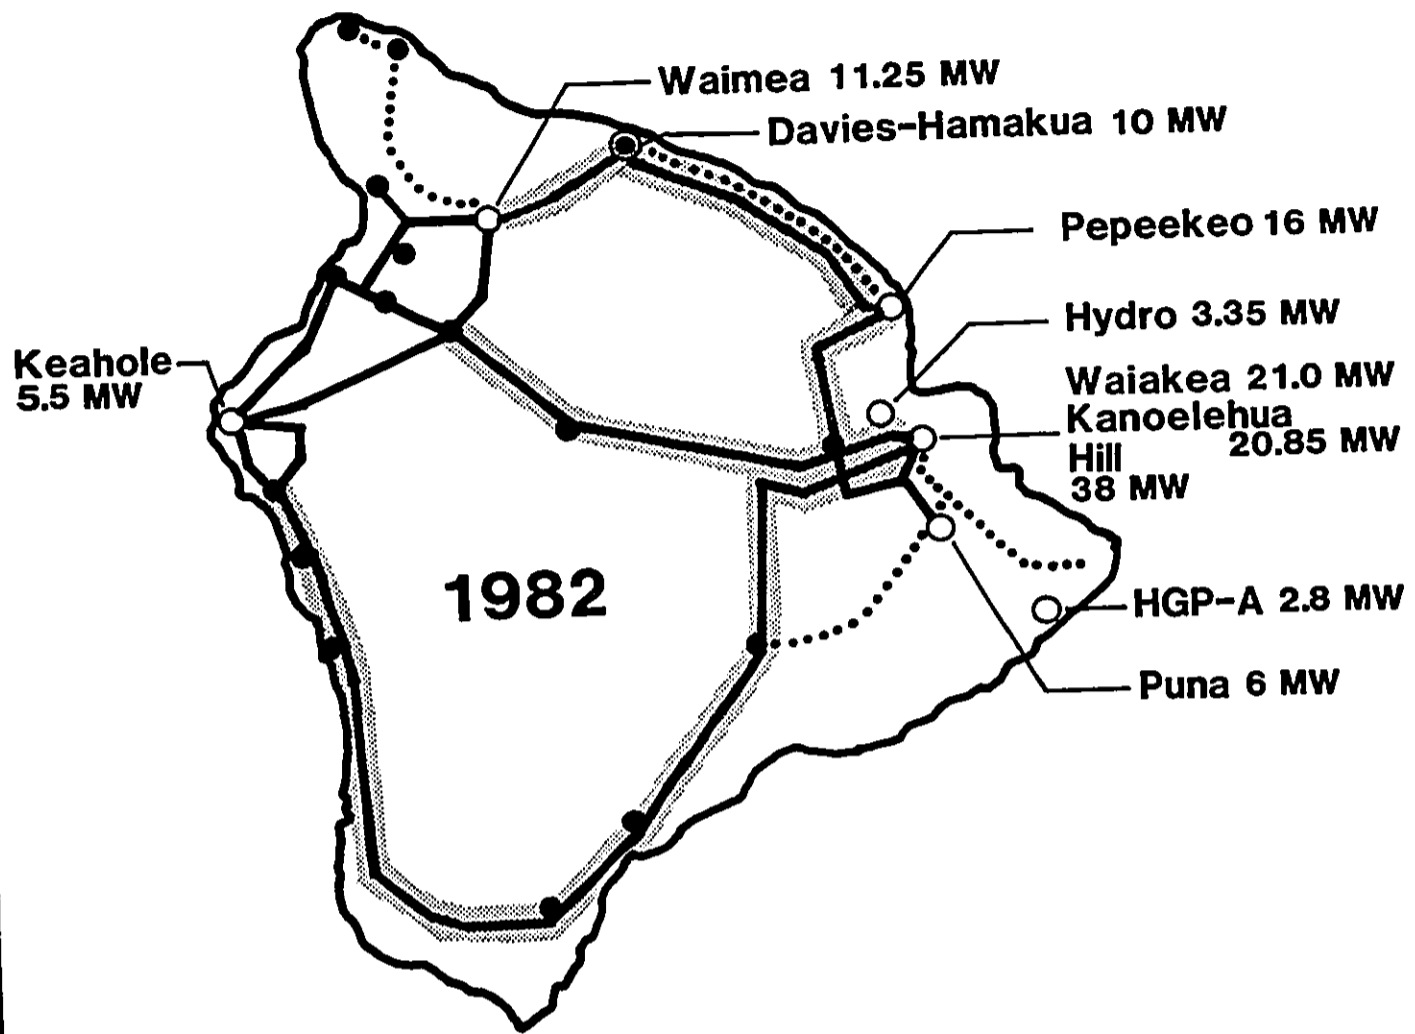 Waimea 11.25 MW
Davies-Hamakua 10 MW
Pepeekeo 16 MW
Hydro 3.35 MW
Keahole
5.5 MW
Waiakea 21.0 MW
Kanoelehua
20.85 MW
Hill
38 MW
1982
HGP-A 2.8 MW
Puna 6 MW